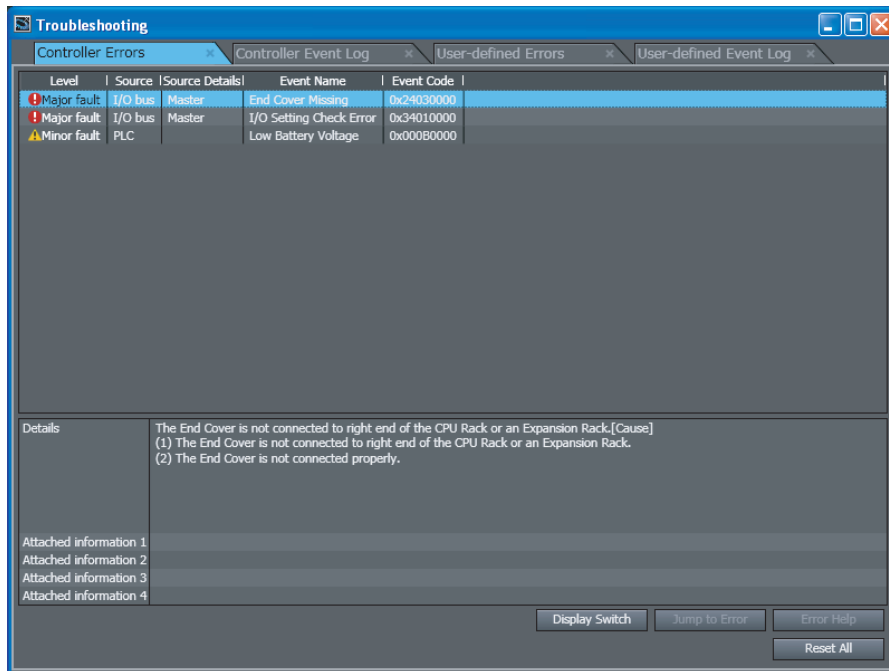 Troubleshooting
Controller Errors Controller Event Log User-defined Errors User-defined Event Log
Level Source Source Details Event Name Event Code
Major fault I/O bus Master End Cover Missing 0x24030000
Major fault I/O bus Master I/O Setting Check Error 0x34010000
Minor fault PLC Low Battery Voltage 0x000B0000
Details The End Cover is not connected to right end of the CPU Rack or an Expansion Rack.[Cause]
(1) The End Cover is not connected to right end of the CPU Rack or an Expansion Rack.
(2) The End Cover is not connected properly.
Attached information 1
Attached information 2
Attached information 3
Attached information 4
Display Switch Jump to Error Error Help
Reset All